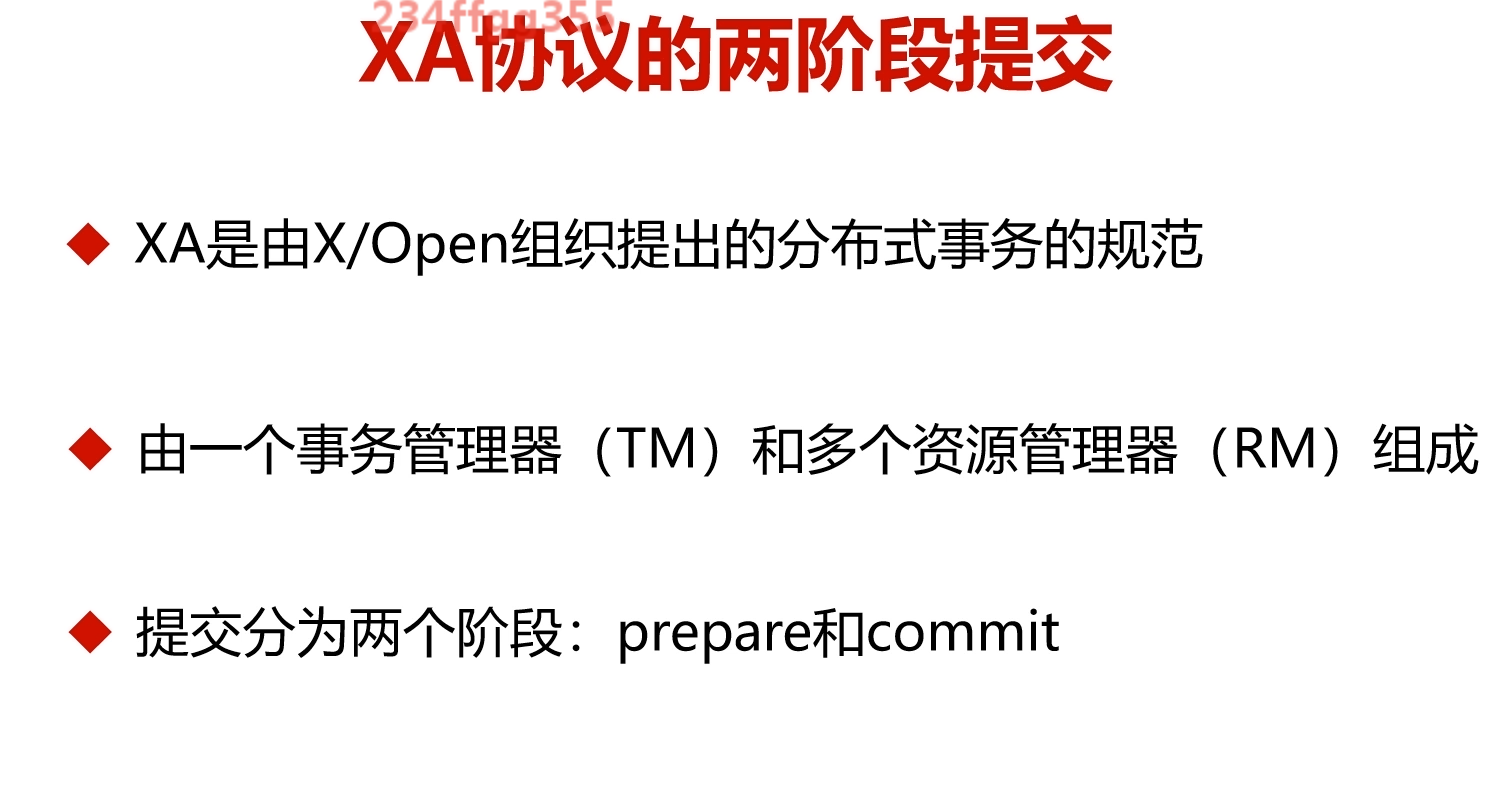 234ffgg355
XA协议的两阶段提交
XA是由X/Open组织提出的分布式事务的规范
由一个事务管理器（TM）和多个资源管理器（RM）组成
提交分为两个阶段：prepare和commit